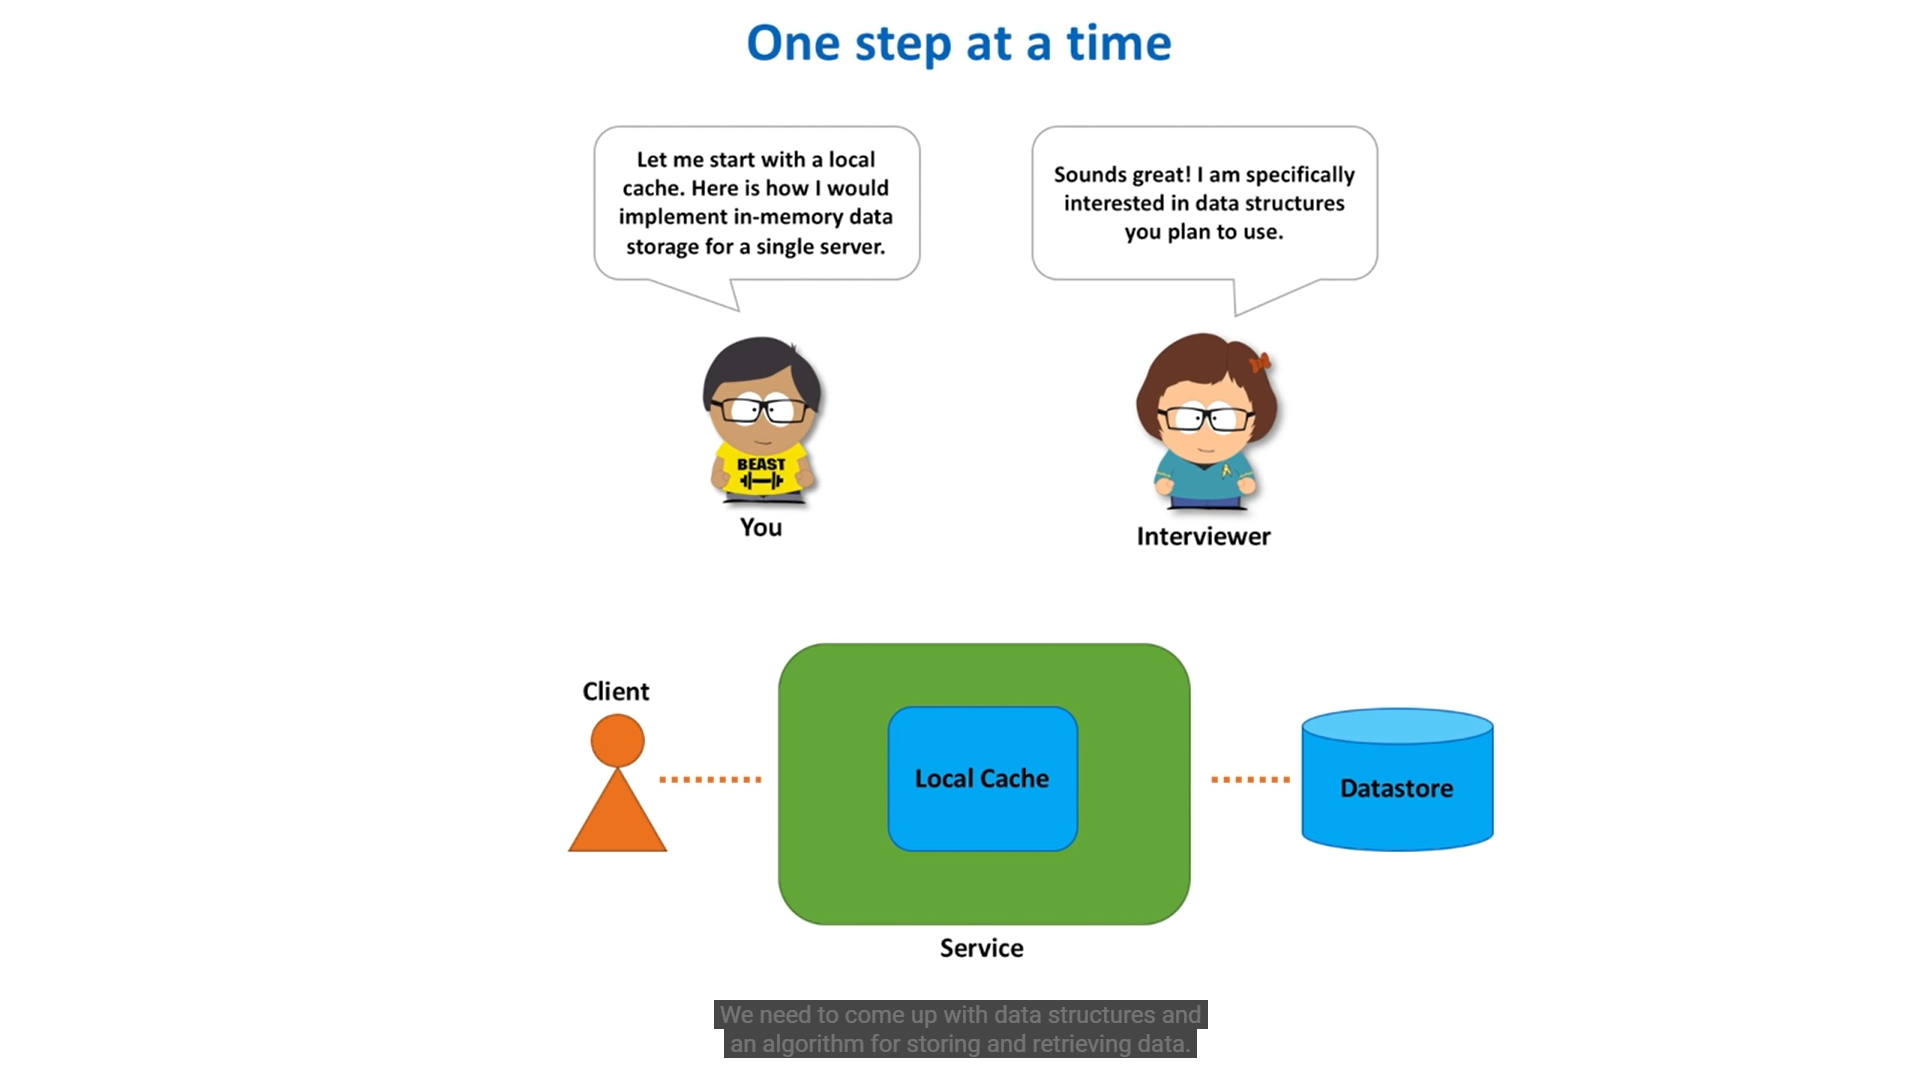 One step at a time
Let me start with a local
cache. Here is how I would
implement in-memory data
storage for a single server.
Sounds great! I am specifically
interested in data structures
you plan to use.
BEAST
You
Interviewer
Client
Local Cache
Datastore
Service
We need to come up with data structures and
an algorithm for storing and retrieving data.